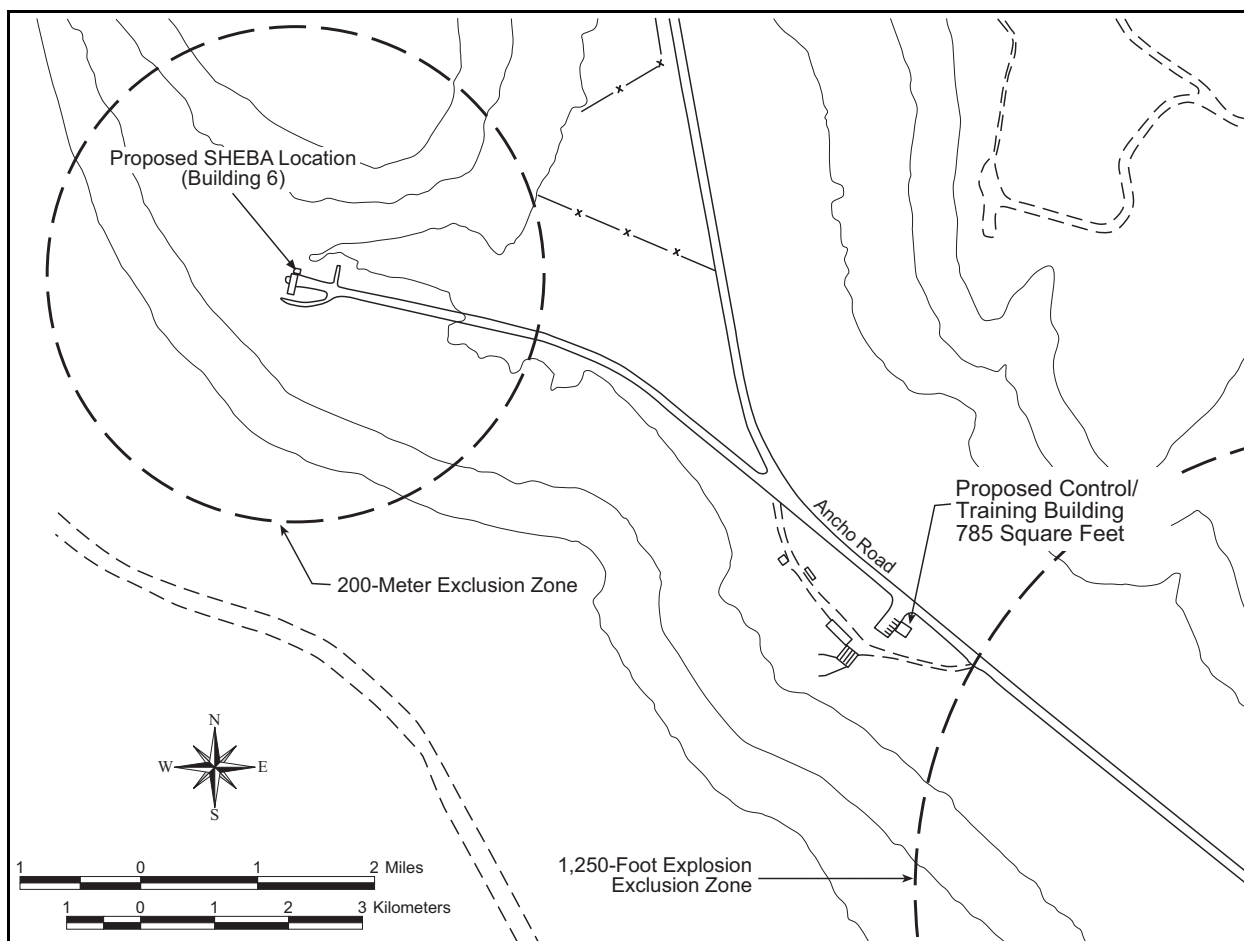 Proposed SHEBA Location
(Building 6)
Ancho Road
Proposed Control/
Training Building
785 Square Feet
200-Meter Exclusion Zone
N
W E
S
1,250-Foot Explosion
Exclusion Zone
1 0 1 2 Miles
1 0 1 2 3 Kilometers